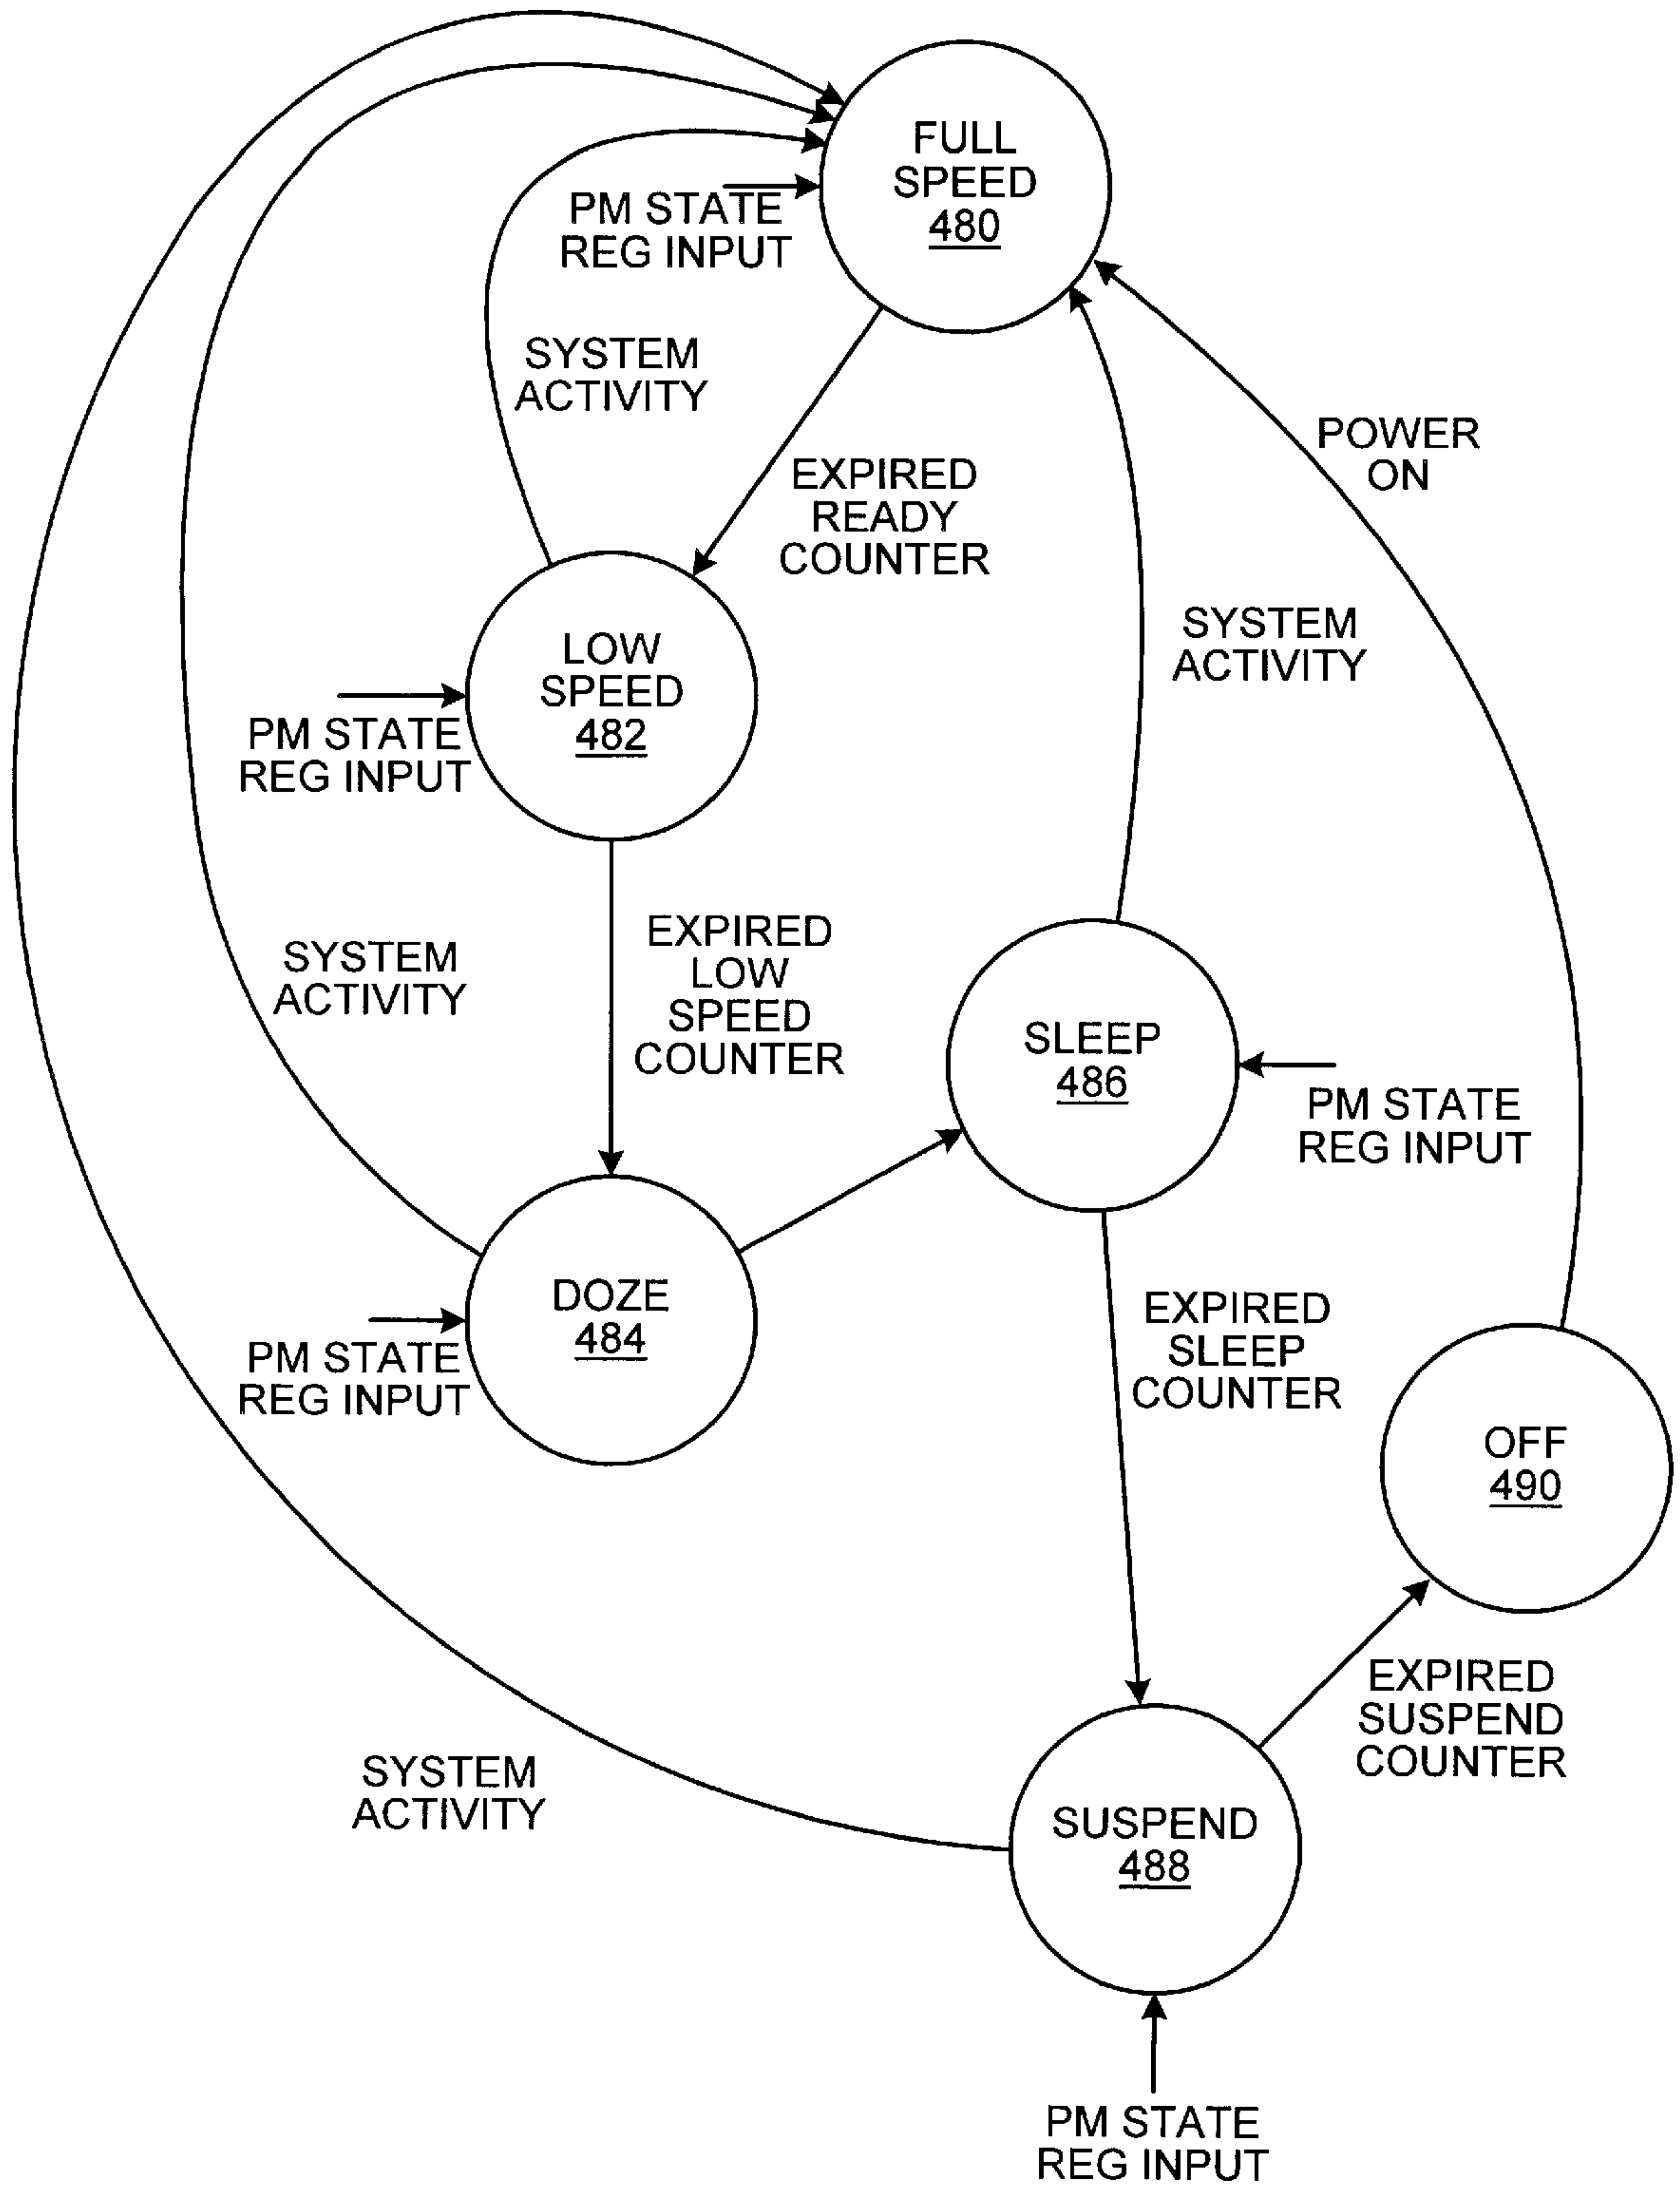 FULL
SPEED
480
PM STATE
REG INPUT
SYSTEM
ACTIVITY
POWER
ON
EXPIRED
READY
COUNTER
SYSTEM
ACTIVITY
LOW
SPEED
482
PM STATE
REG INPUT
EXPIRED
LOW
SPEED
COUNTER
SYSTEM
ACTIVITY
SLEEP
486
PM STATE
REG INPUT
DOZE
484
PM STATE
REG INPUT
EXPIRED
SLEEP
COUNTER
OFF
490
EXPIRED
SUSPEND
COUNTER
SYSTEM
ACTIVITY
SUSPEND
488
PM STATE
REG INPUT